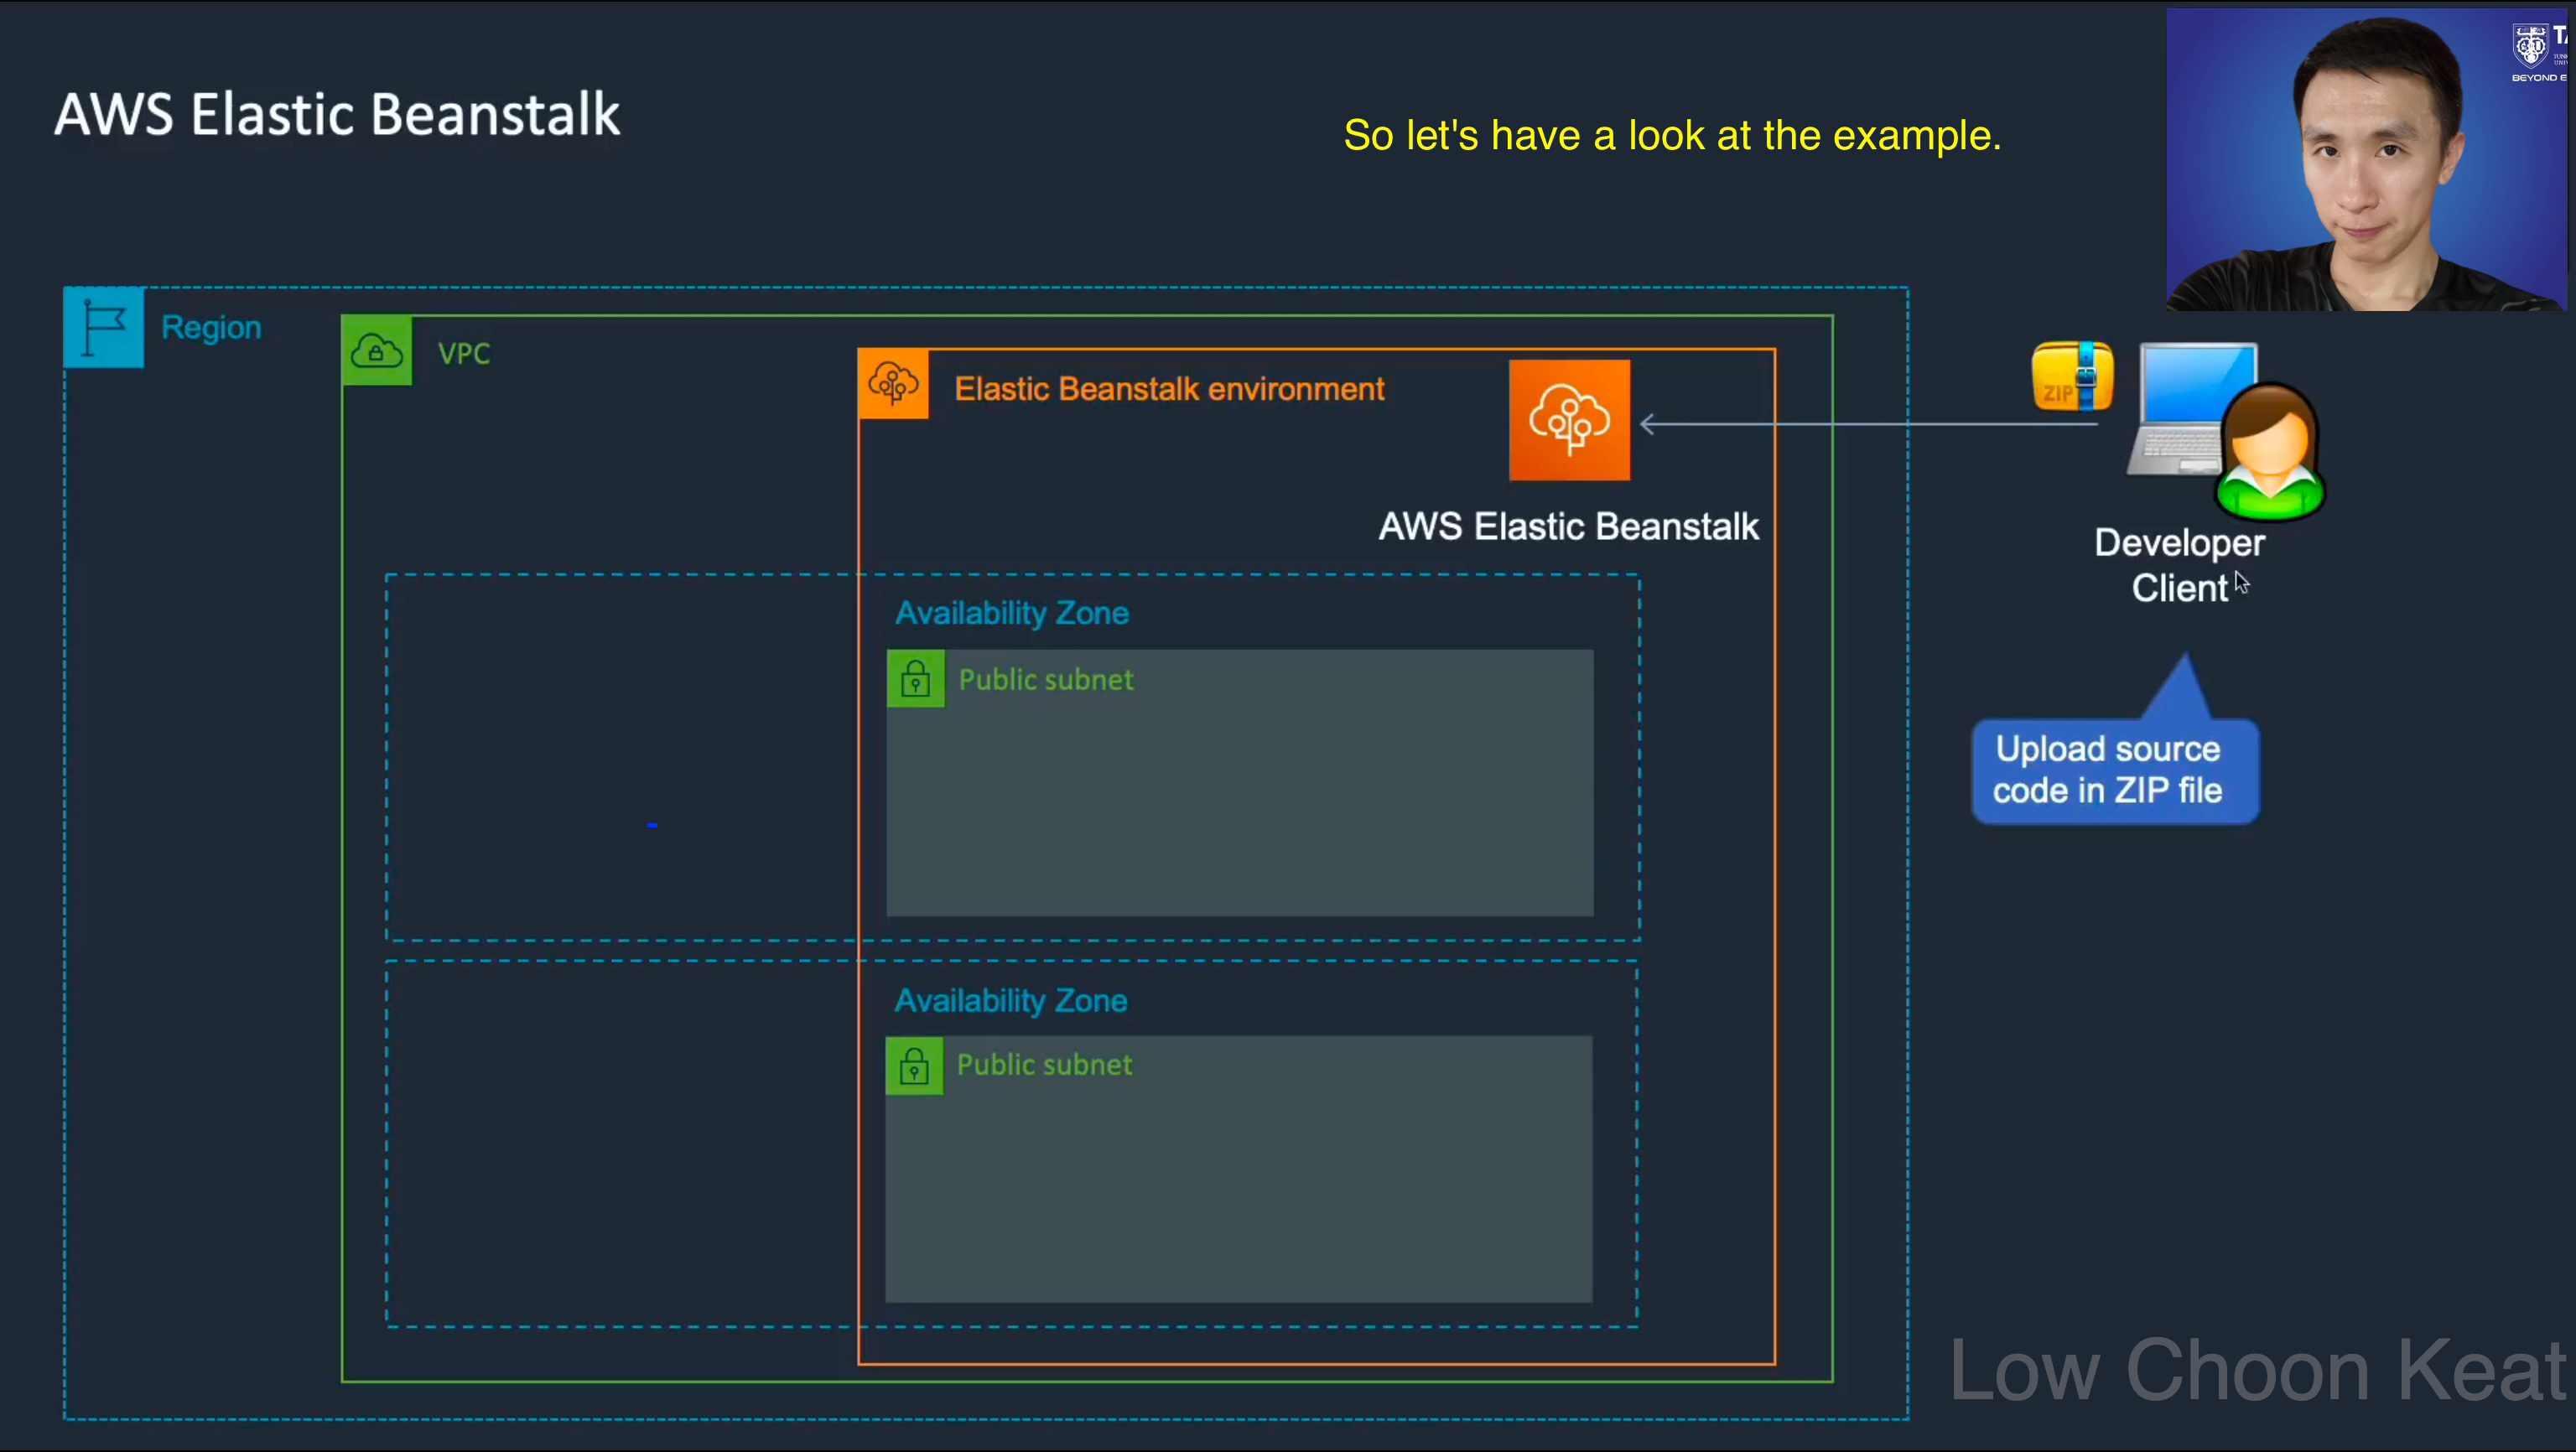 AWS Elastic Beanstalk
So let's have a look at the example.
BEYOND E
Region
VPC
Elastic Beanstalk environment
ZIP
AWS Elastic Beanstalk
Developer
Client
Availability Zone
Public subnet
Upload source
code in ZIP file
Availability Zone
Public subnet
Low Choon Keat